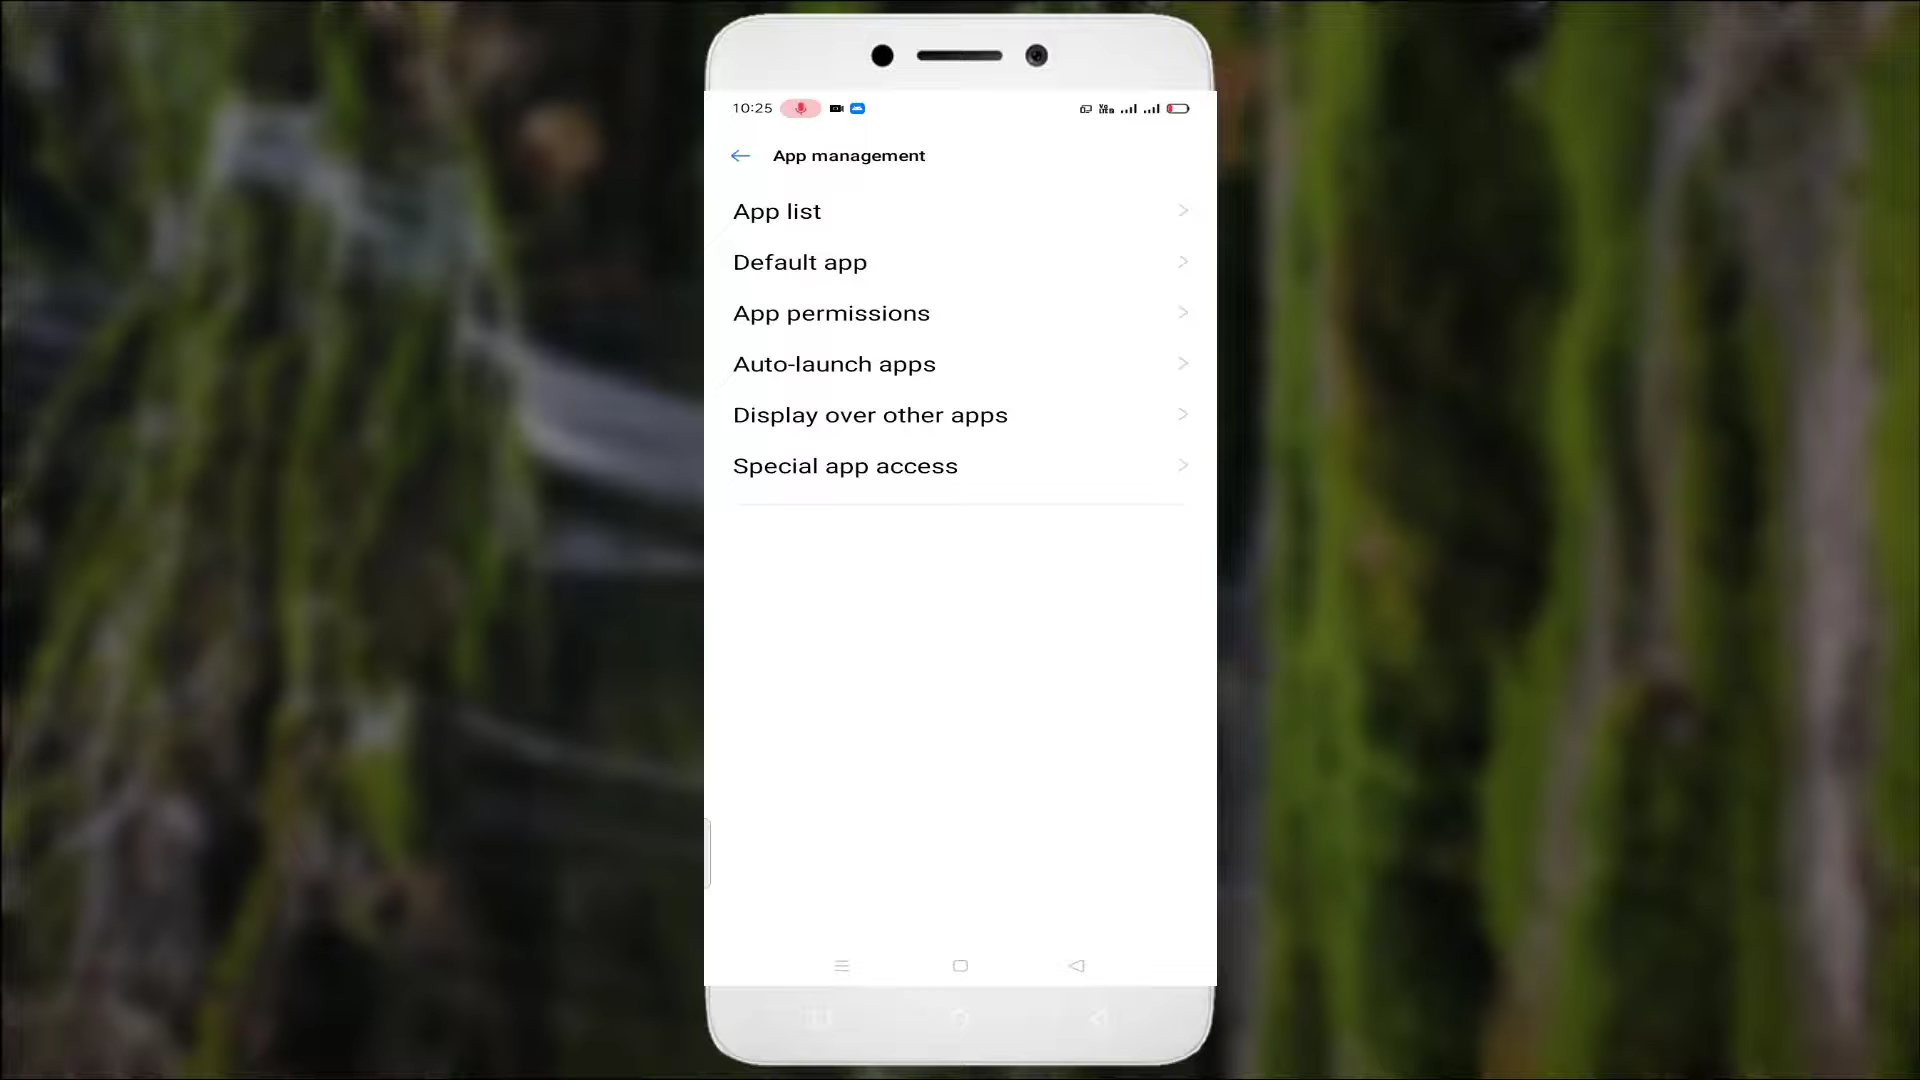 10:25
App management
App list
Default app
App permissions
Auto-launch apps
Display over other apps
Special app access